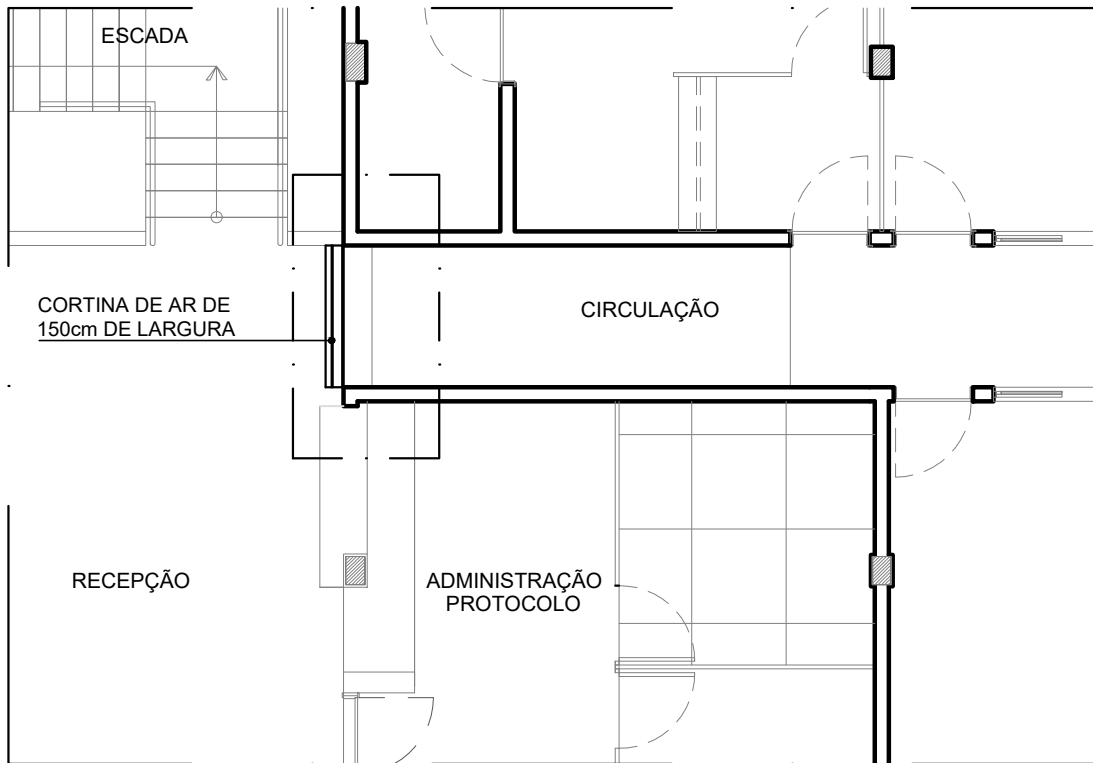 ESCADA
CORTINA DE AR DE
150cm DE LARGURA
CIRCULAÇÃO
RECEPÇÃO
ADMINISTRAÇÃO
PROTOCOLO